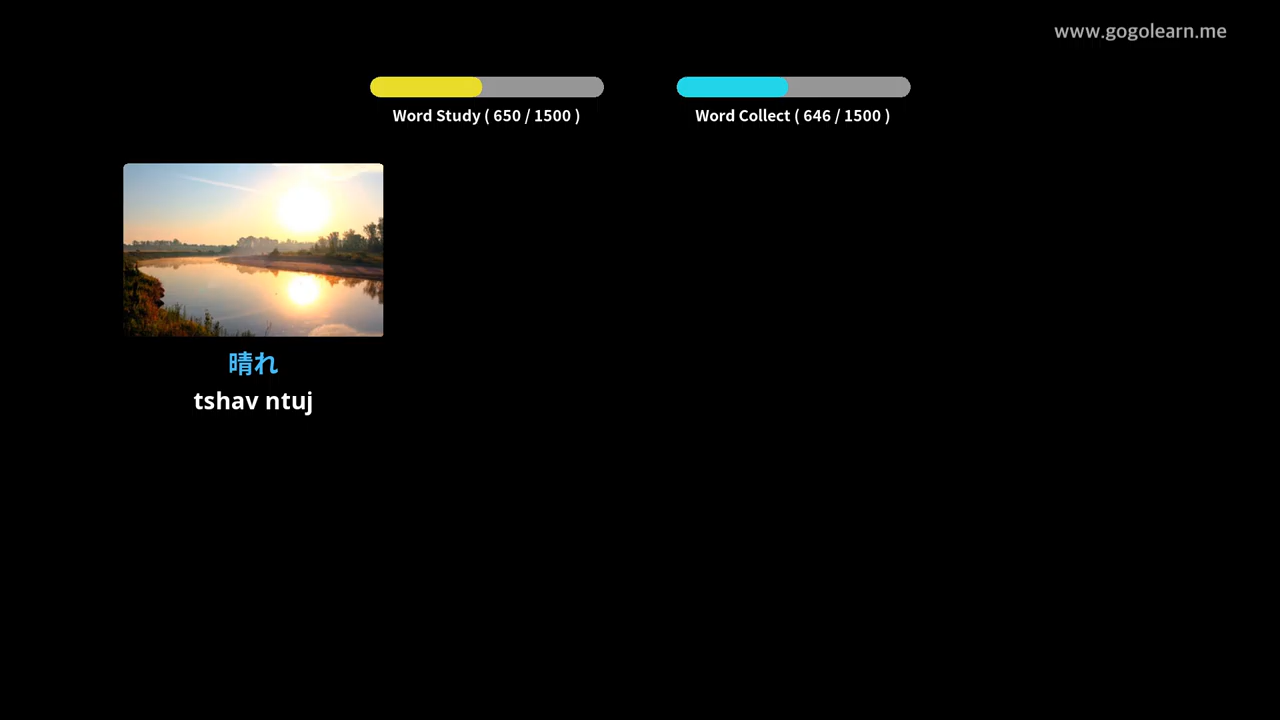 www.gogolearn.me
Word Study ( 650 / 1500 )
Word Collect ( 646 / 1500 )
晴れ
tshav ntuj